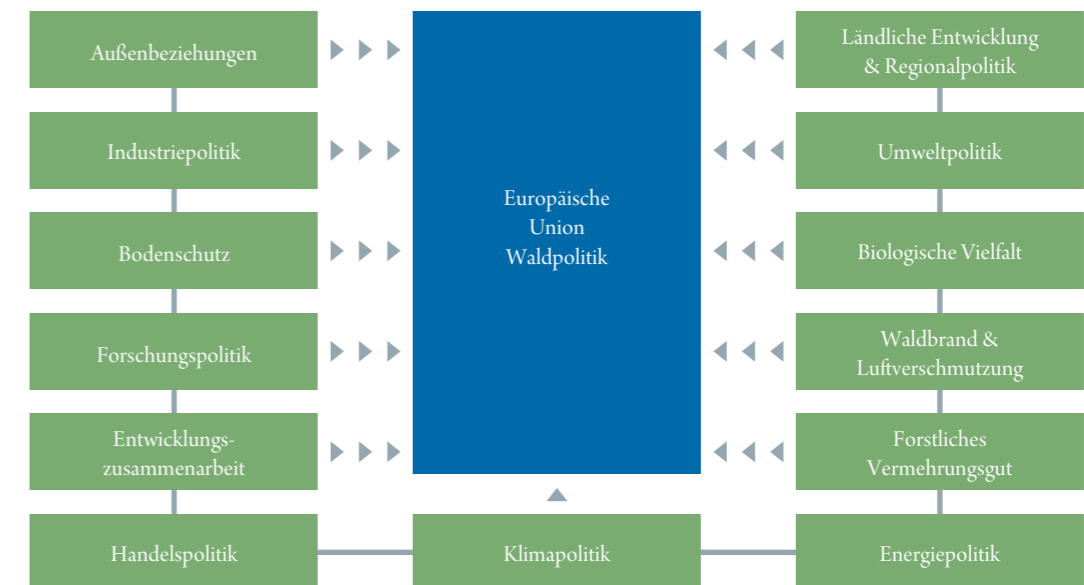 Außenbeziehungen
Industriepolitik
Bodenschutz
Forschungspolitik
Entwicklungs-
zusammenarbeit
Handelspolitik
Europäische
Union
Waldpolitik
Klimapolitik
Ländliche Entwicklung
& Regionalpolitik
Umweltpolitik
Biologische Vielfalt
Waldbrand &
Luftverschmutzung
Forstliches
Vermehrungsgut
Energiepolitik